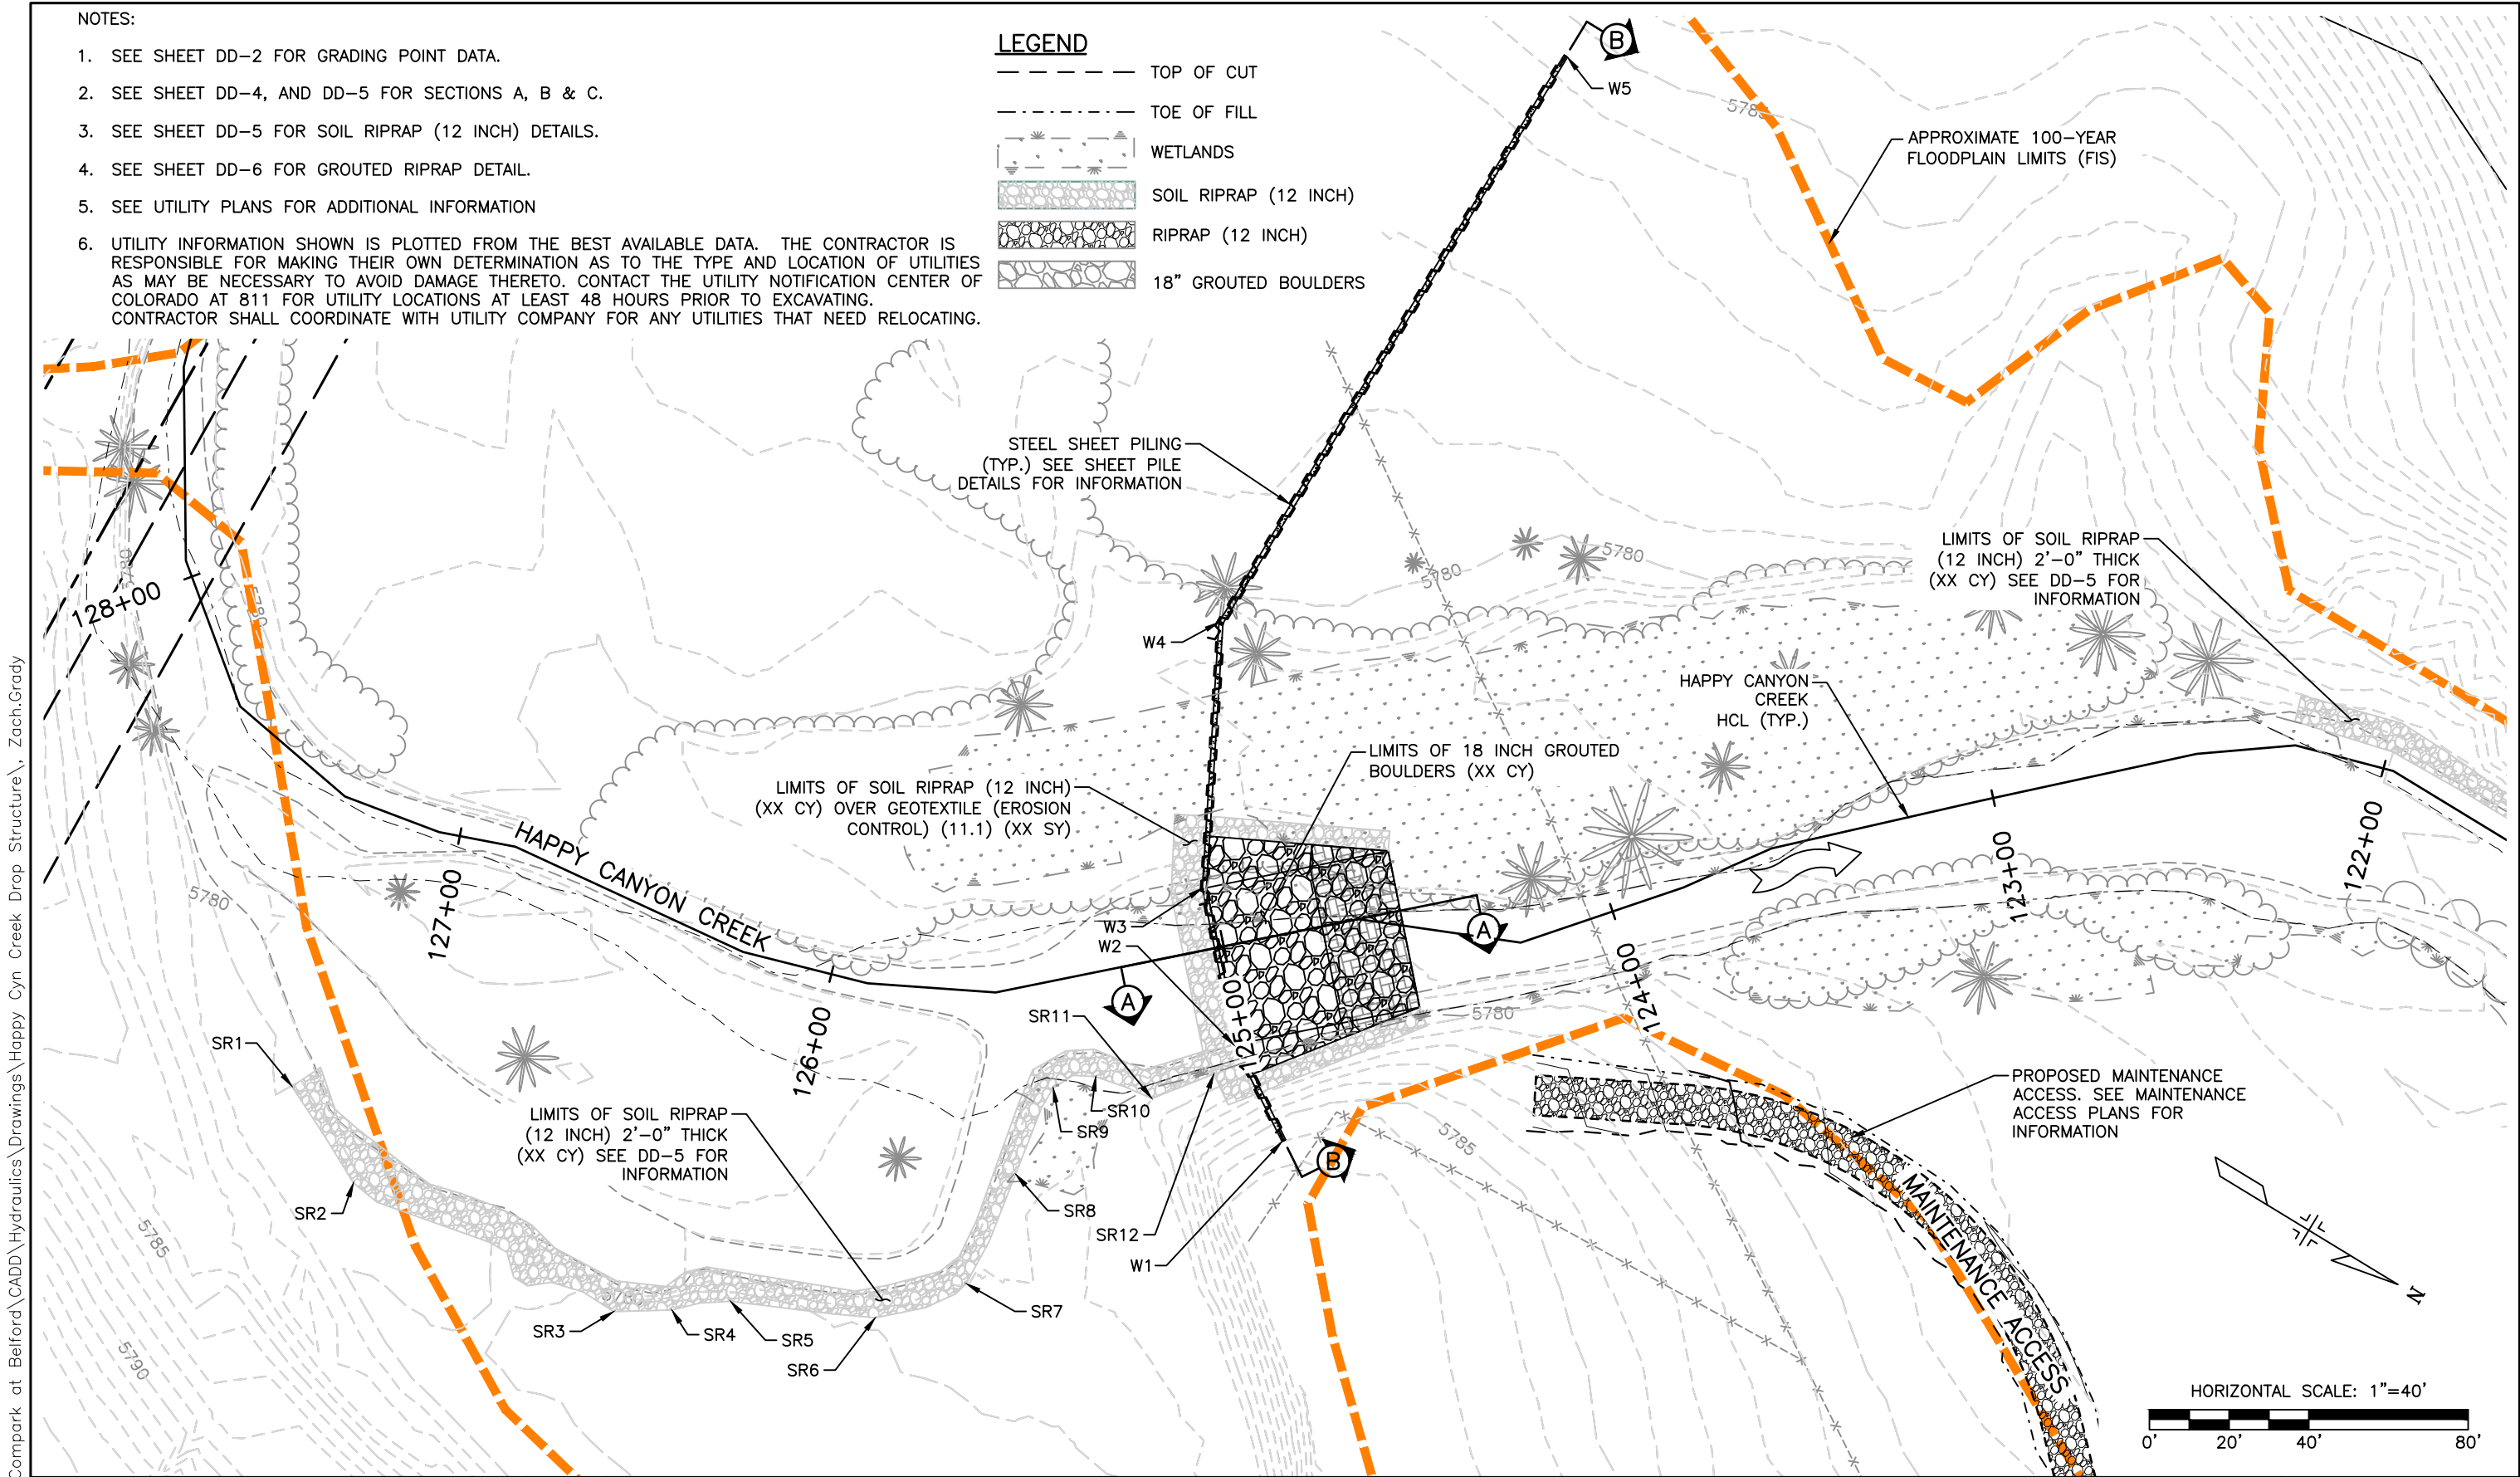 NOTES:
1. SEE SHEET DD-2 FOR GRADING POINT DATA.
2. SEE SHEET DD-4, AND DD-5 FOR SECTIONS A, B & C.
3. SEE SHEET DD-5 FOR SOIL RIPRAP (12 INCH) DETAILS.
4. SEE SHEET DD-6 FOR GROUTED RIPRAP DETAIL.
5. SEE UTILITY PLANS FOR ADDITIONAL INFORMATION
6. UTILITY INFORMATION SHOWN IS PLOTTED FROM THE BEST AVAILABLE DATA. THE CONTRACTOR IS
RESPONSIBLE FOR MAKING THEIR OWN DETERMINATION AS TO THE TYPE AND LOCATION OF UTILITIES
AS MAY BE NECESSARY TO AVOID DAMAGE THERETO. CONTACT THE UTILITY NOTIFICATION CENTER OF
COLORADO AT 811 FOR UTILITY LOCATIONS AT LEAST 48 HOURS PRIOR TO EXCAVATING.
CONTRACTOR SHALL COORDINATE WITH UTILITY COMPANY FOR ANY UTILITIES THAT NEED RELOCATING.
LEGEND
TOP OF CUT
TOE OF FILL
WETLANDS
SOIL RIPRAP (12 INCH)
RIPRAP (12 INCH)
18" GROUTED BOULDERS
B
W5
5785
APPROXIMATE 100-YEAR
FLOODPLAIN LIMITS (FIS)
STEEL SHEET PILING
(TYP.) SEE SHEET PILE
DETAILS FOR INFORMATION
5780
5780
LIMITS OF SOIL RIPRAP
(12 INCH) 2'-0" THICK
(XX CY) SEE DD-5 FOR
INFORMATION
5780
128+00
5780
W4
HAPPY CANYON
CREEK
HCL (TYP.)
LIMITS OF 18 INCH GROUTED
BOULDERS (XX CY)
LIMITS OF SOIL RIPRAP (12 INCH)
(XX CY) OVER GEOTEXTILE (EROSION
CONTROL) (11.1) (XX SY)
HAPPY CANYON CREEK
5780
127+00
126+00
125+00
124+00
123+00
122+00
W3
W2
A
A
SR11
5780
SR1
SR10
SR9
LIMITS OF SOIL RIPRAP
(12 INCH) 2'-0" THICK
(XX CY) SEE DD-5 FOR
INFORMATION
PROPOSED MAINTENANCE
ACCESS. SEE MAINTENANCE
ACCESS PLANS FOR
INFORMATION
5785
B
SR2
SR8
SR12
W1
5785
5780
SR7
SR3
SR4
SR5
SR6
5790
MAINTENANCE ACCESS
N
HORIZONTAL SCALE: 1"=40'
0' 20' 40' 80'
Compark at Belford\CADD\Hydraulics\Drawings\Happy Cyn Creek Drop Structure\, Zach.Grady